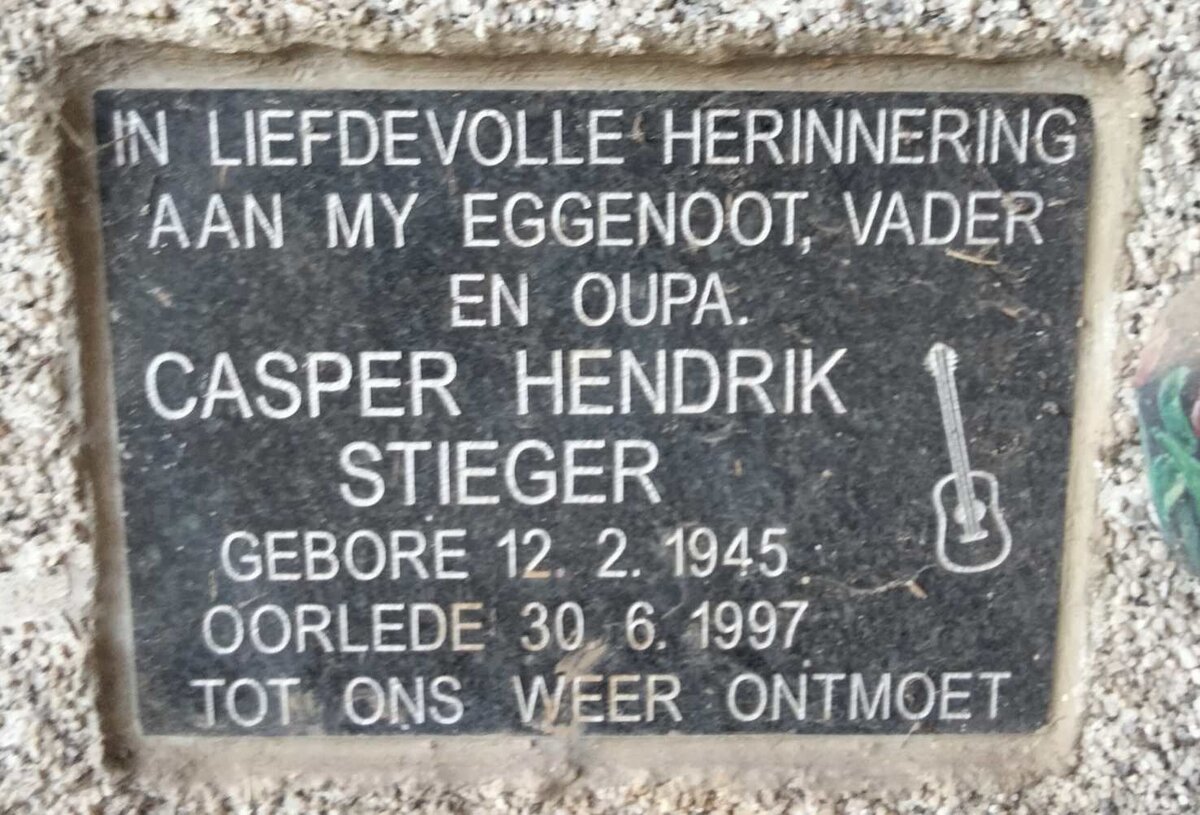 IN LIEFDEVOLLE HERINNERING
AAN MY EGGENOOT, VADER
EN OUPA.
CASPER HENDRIK
STIEGER
GEBORE 12. 2. 1945
OORLEDE 30. 6. 1997.
TOT ONS WEER ONTMOET